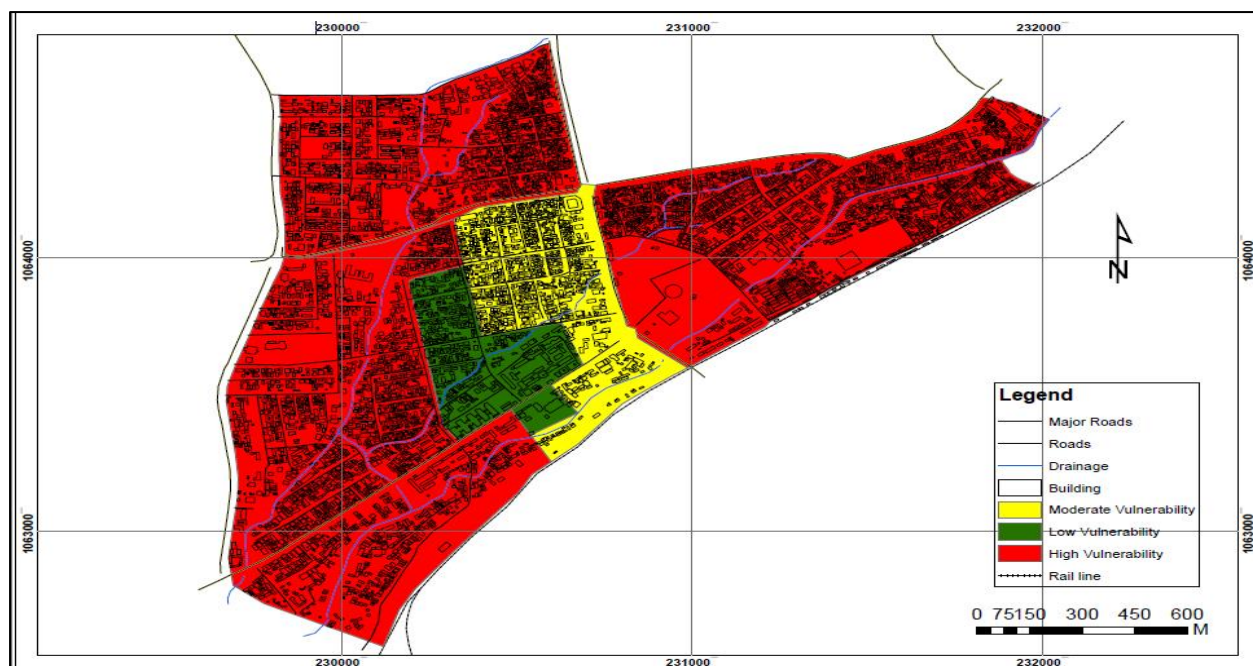 230000 231000 232000
1064000
1064000
N
Legend
Major Roads
Roads
Drainage
Building
Moderate Vulnerability
Low Vulnerability
High Vulnerability
Rail line
1063000
1063000
0 75150 300 450 600
M
230000 231000 232000